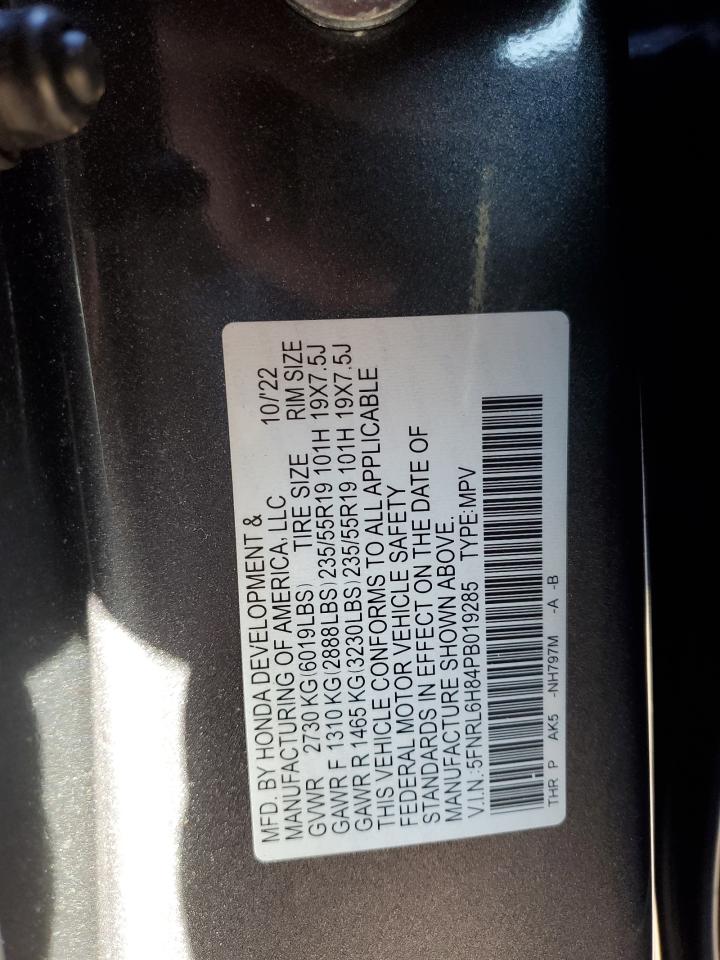 MFD. BY HONDA DEVELOPMENT &
MANUFACTURING OF AMERICA, LLC 10/'22
GVWR 2730 KG (6019LBS) TIRE SIZE RIM SIZE
GAWR F 1310 KG (2888LBS) 235/55R19 101H 19X7.5J
GAWR R 1465 KG (3230LBS) 235/55R19 101H 19X7.5J
THIS VEHICLE CONFORMS TO ALL APPLICABLE
FEDERAL MOTOR VEHICLE SAFETY
STANDARDS IN EFFECT ON THE DATE OF
MANUFACTURE SHOWN ABOVE.
V.I.N.:5FNRL6H84PB019285 TYPE:MPV
THR P AK5 -NH797M -A -B